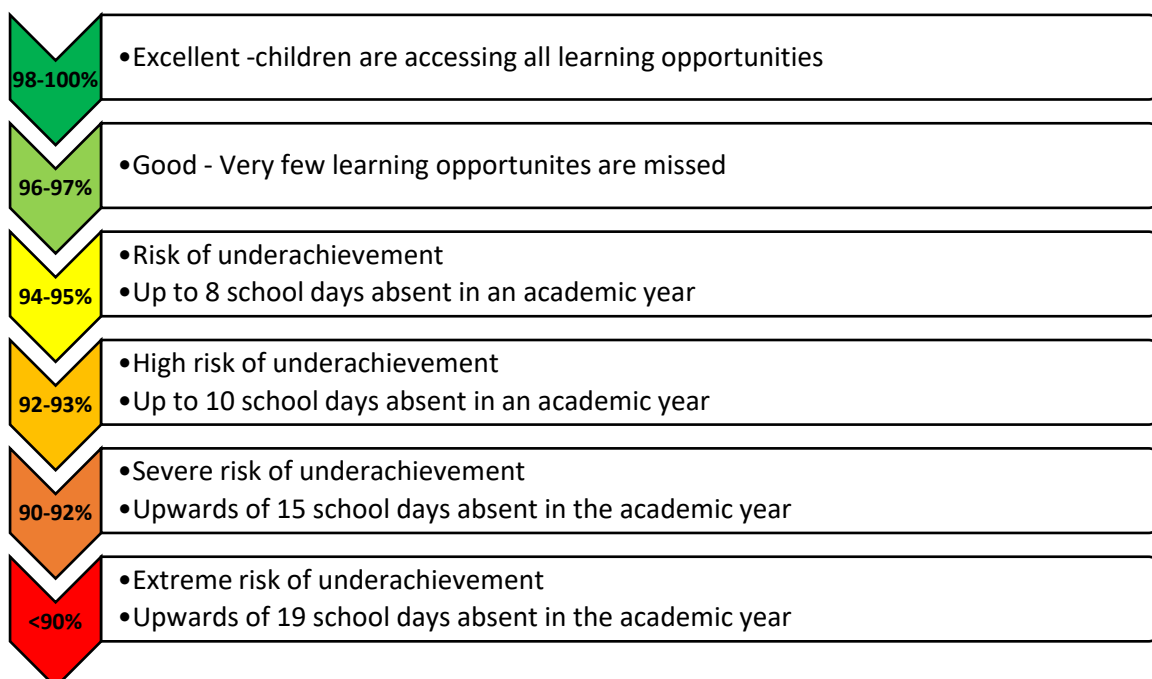 98-100%
•Excellent -children are accessing all learning opportunities
96-97%
•Good - Very few learning opportunites are missed
94-95%
•Risk of underachievement
•Up to 8 school days absent in an academic year
92-93%
•High risk of underachievement
•Up to 10 school days absent in an academic year
90-92%
•Severe risk of underachievement
•Upwards of 15 school days absent in the academic year
<90%
•Extreme risk of underachievement
•Upwards of 19 school days absent in the academic year